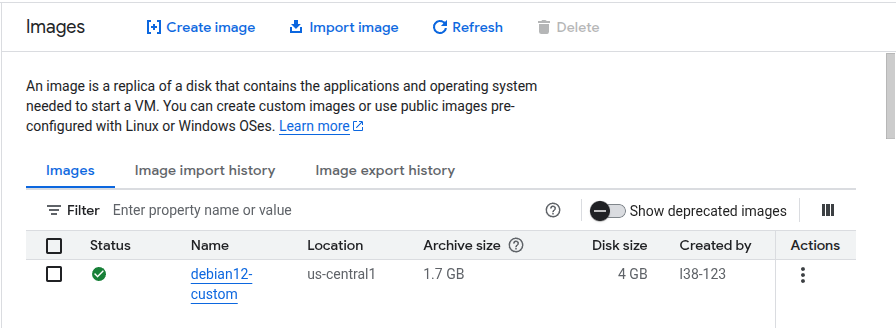 Images Create image Import image Refresh Delete
An image is a replica of a disk that contains the applications and operating system
needed to start a VM. You can create custom images or use public images pre-
configured with Linux or Windows OSes. Learn more
Images Image import history Image export history
Filter Enter property name or value Show deprecated images
Status Name Location Archive size Disk size Created by Actions
debian12- us-central1 1.7 GB 4 GB l38-123
custom